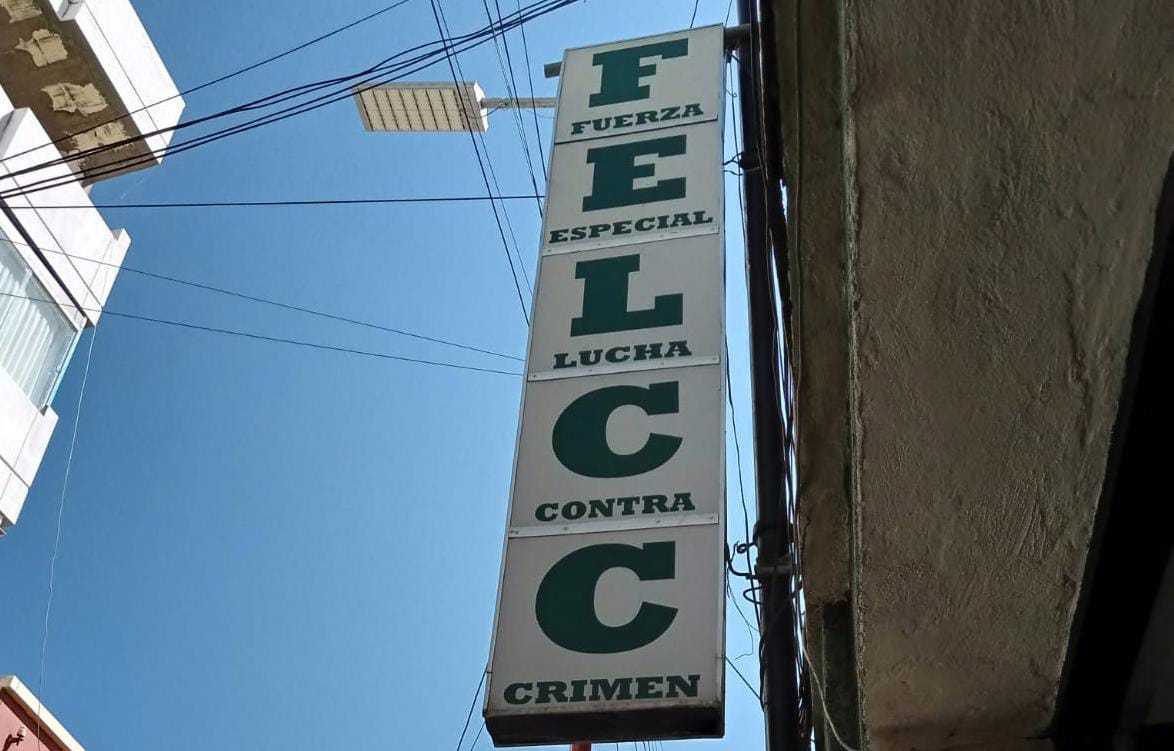 F
FUERZA
E
ESPECIAL
L
LUCHA
C
CONTRA
C
CRIMEN